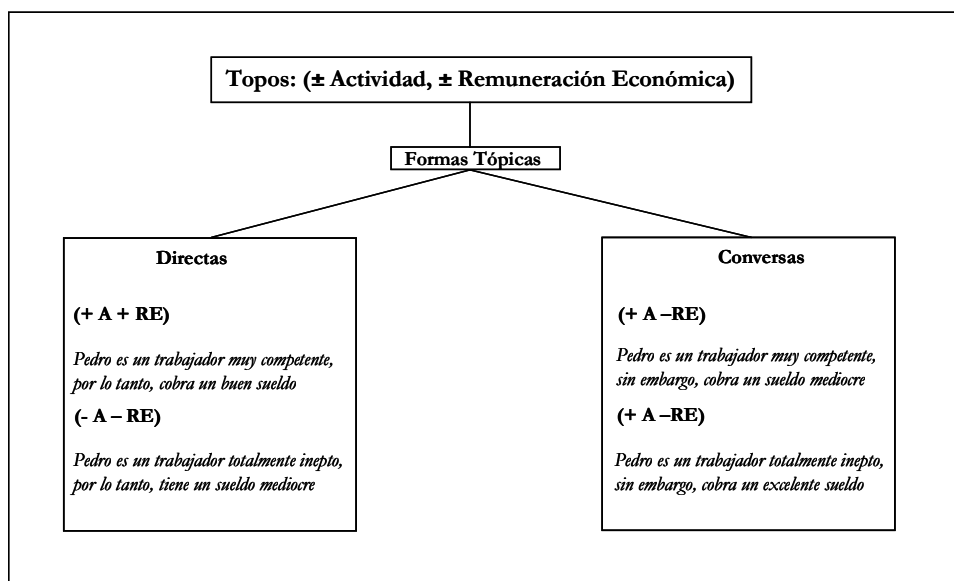 Topos: (± Actividad, ± Remuneración Económica)
Formas Tópicas
Directas
(+ A + RE)
Pedro es un trabajador muy competente,
por lo tanto, cobra un buen sueldo
(- A – RE)
Pedro es un trabajador totalmente inepto,
por lo tanto, tiene un sueldo mediocre
Conversas
(+ A –RE)
Pedro es un trabajador muy competente,
sin embargo, cobra un sueldo mediocre
(+ A –RE)
Pedro es un trabajador totalmente inepto,
sin embargo, cobra un excelente sueldo